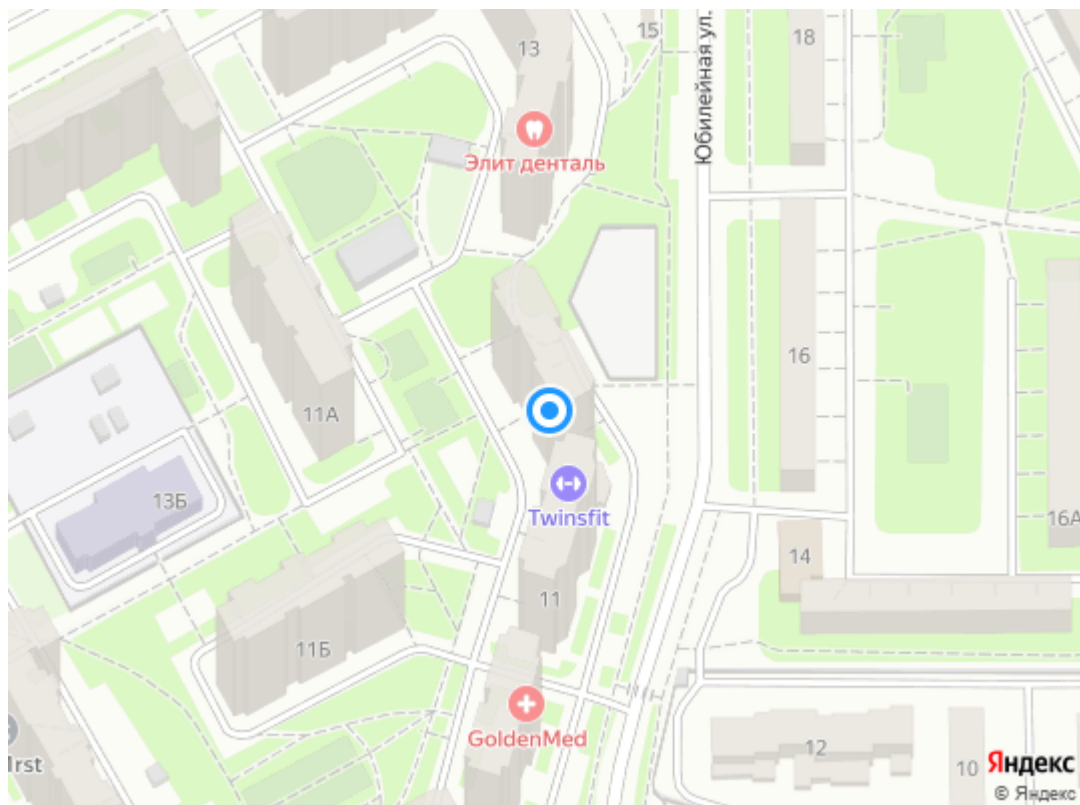 13
15
18
Юбилейная ул.
Элит денталь
16
11А
13Б
Twinsfit
16А
14
11
11Б
GoldenMed
1rst
12
10
Яндекс
© Яндекс